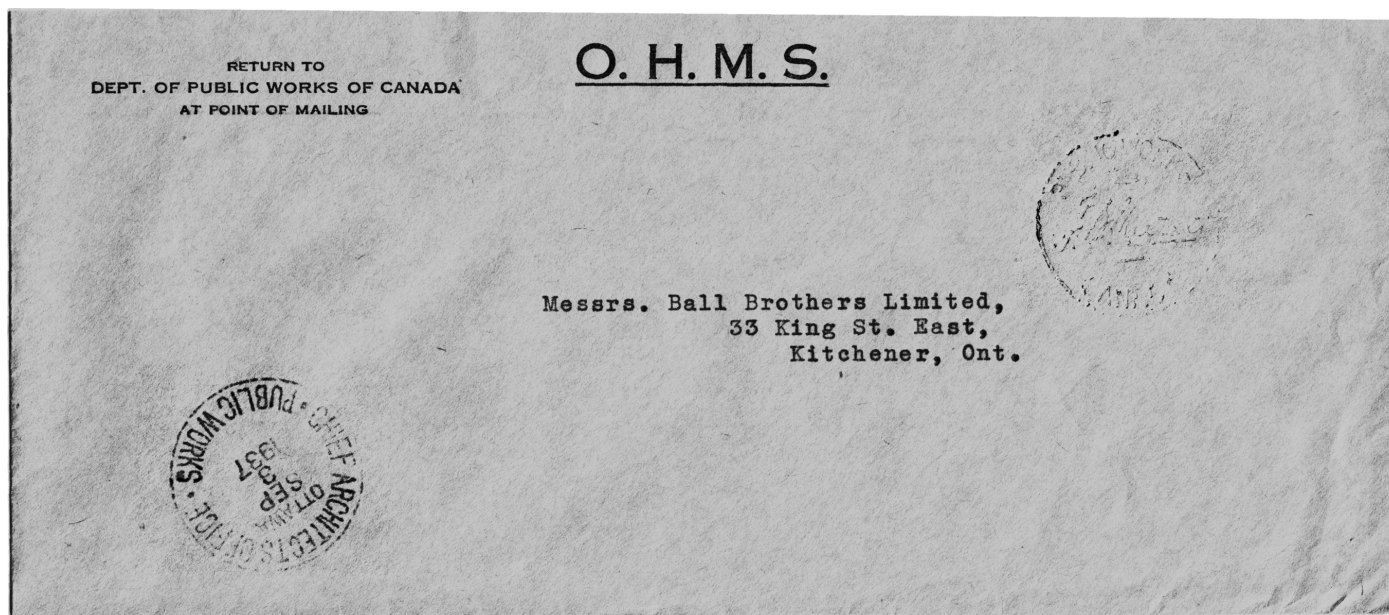 RETURN TO
DEPT. OF PUBLIC WORKS OF CANADA
AT POINT OF MAILING
O. H. M. S.
Messrs. Ball Brothers Limited,
33 King St. East,
Kitchener, Ont.
CHIEF ARCHITECTS OFFICE · PUBLIC WORKS ·
OTTAWA
SEP
1937